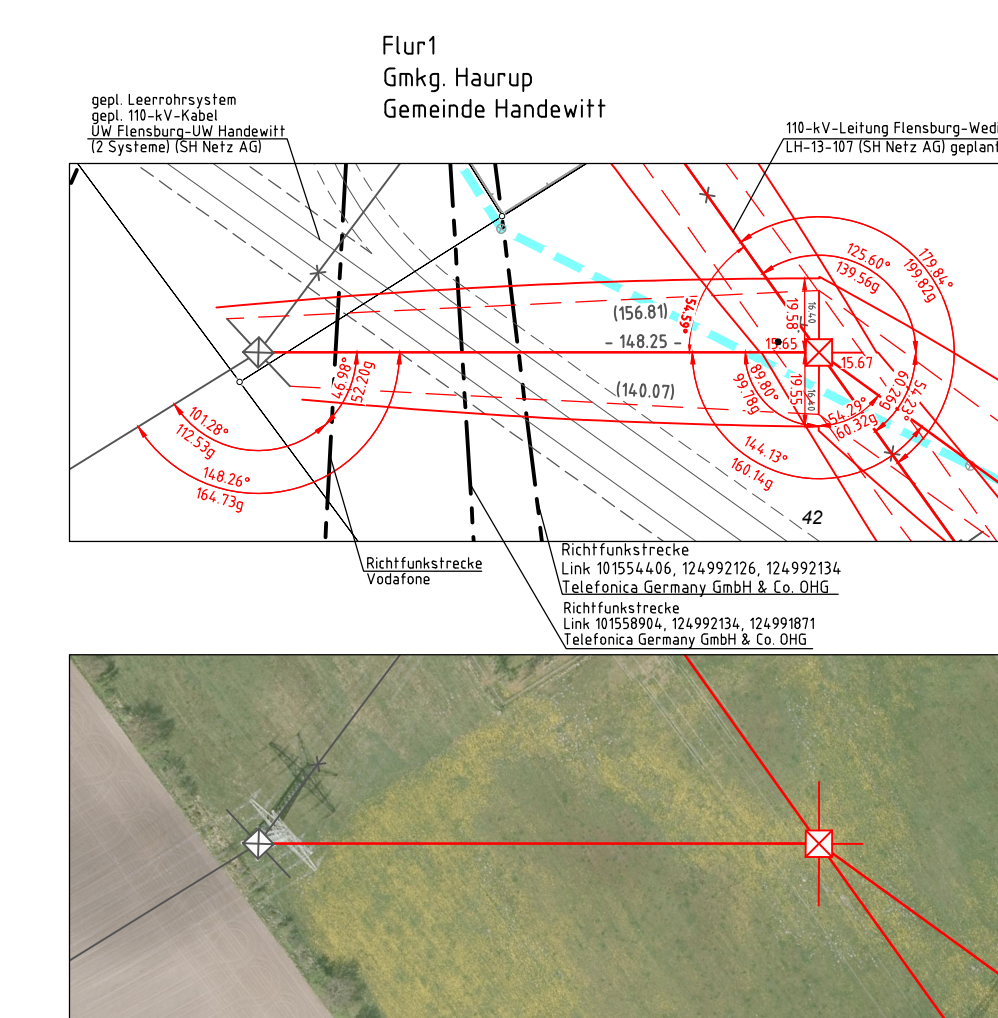 Flur1
Gmkg. Haurup
Gemeinde Handewitt
gepl. Leerrohrsystem
gepl. 110-kV-Kabel
UW Flensburg-UW Handewitt
(2 Systeme) (SH Netz AG)
110-kV-Leitung Flensburg-Wedi
LH-13-107 (SH Netz AG) geplant
179.84°
199.82g
125.60°
139.56g
54.59°
(156.81)
- 148.25 -
(140.07)
19.58
16.40
15.65
15.67
19.55
16.40
89.80°
99.78g
46.98°
52.20g
60.26g
54.23°
54.29°
60.32g
101.28°
112.53g
144.13°
160.14g
148.26°
164.73g
42
Richtfunkstrecke
Vodafone
Richtfunkstrecke
Link 101554406, 124992126, 124992134
Telefonica Germany GmbH & Co. OHG
Richtfunkstrecke
Link 101558904, 124992134, 124991871
Telefonica Germany GmbH & Co. OHG